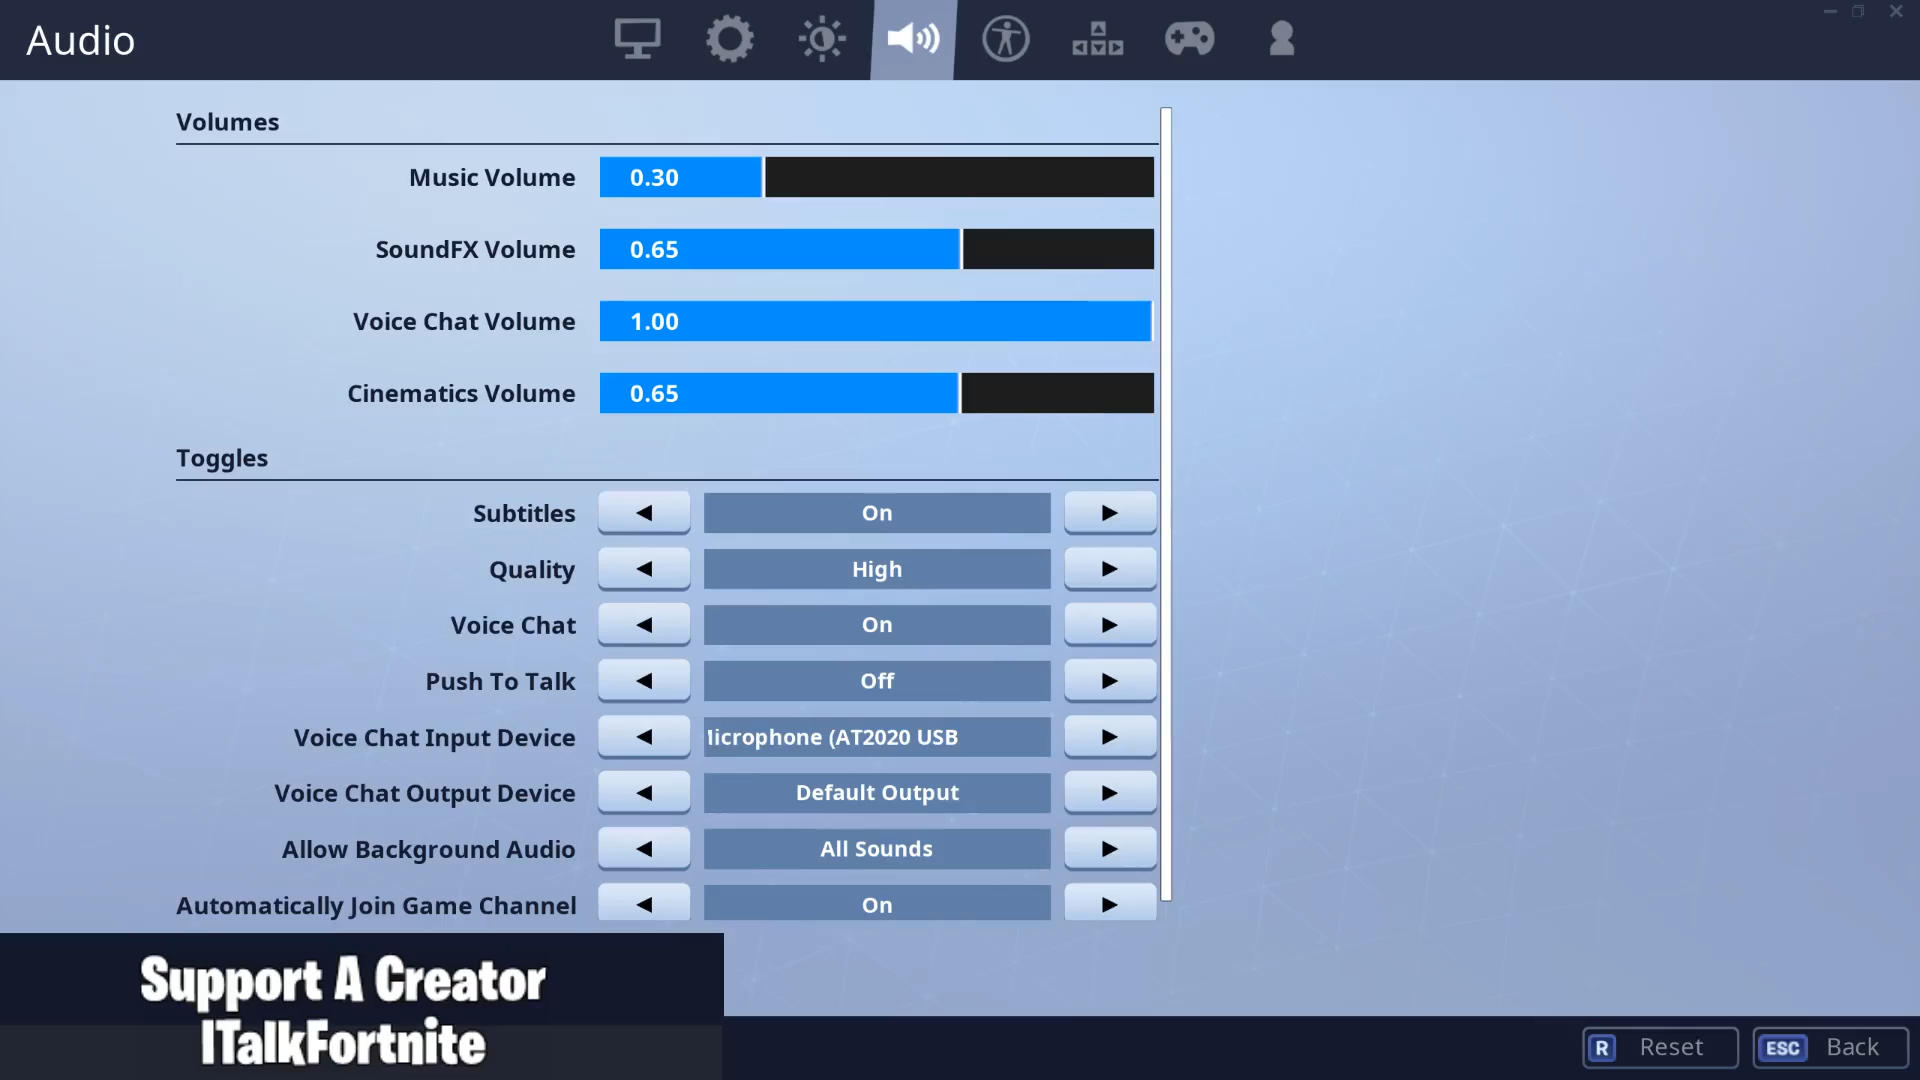 Audio
Volumes
Music Volume 0.30
SoundFX Volume 0.65
Voice Chat Volume 1.00
Cinematics Volume 0.65
Toggles
Subtitles On
Quality High
Voice Chat On
Push To Talk Off
Voice Chat Input Device (AT2020 USB
Voice Chat Output Device Default Output
Allow Background Audio All Sounds
Automatically Join Game Channel On
Support A Creator
ITalkFortnite
R Reset ESC Back